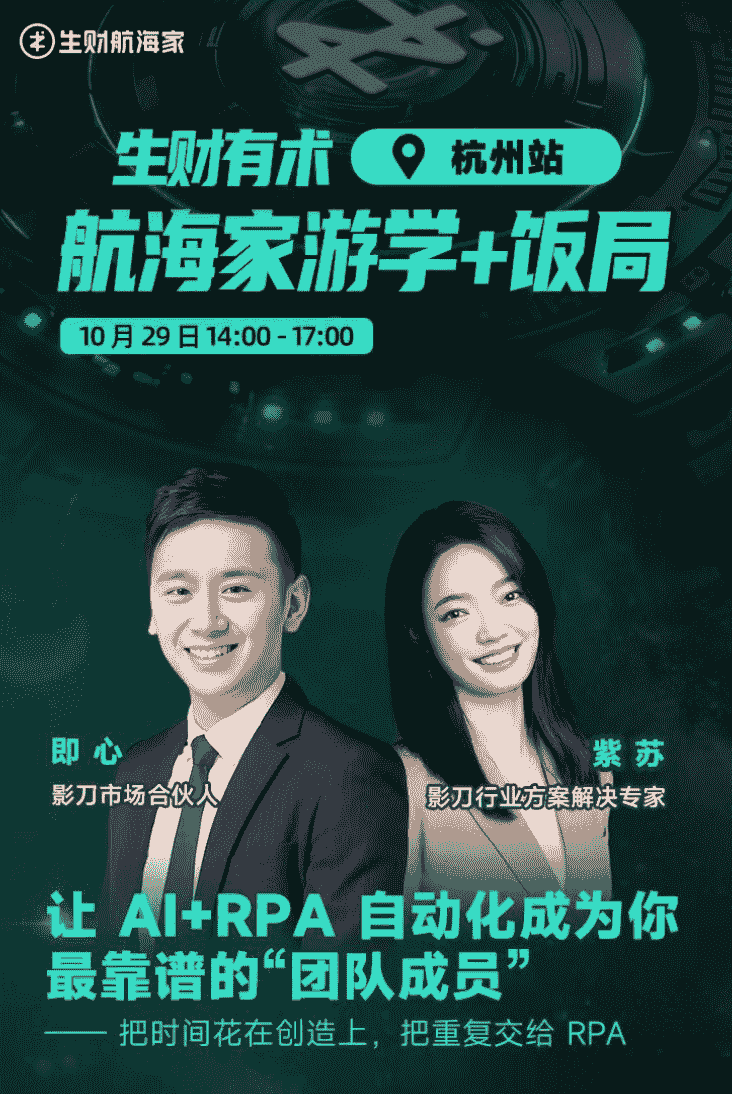 生财航海家
生财有术 杭州站
航海家游学+饭局
10月29日14:00-17:00
即心
影刀市场合伙人
紫苏
影刀行业方案解决专家
让 AI+RPA 自动化成为你
最靠谱的“团队成员”
—— 把时间花在创造上，把重复交给 RPA